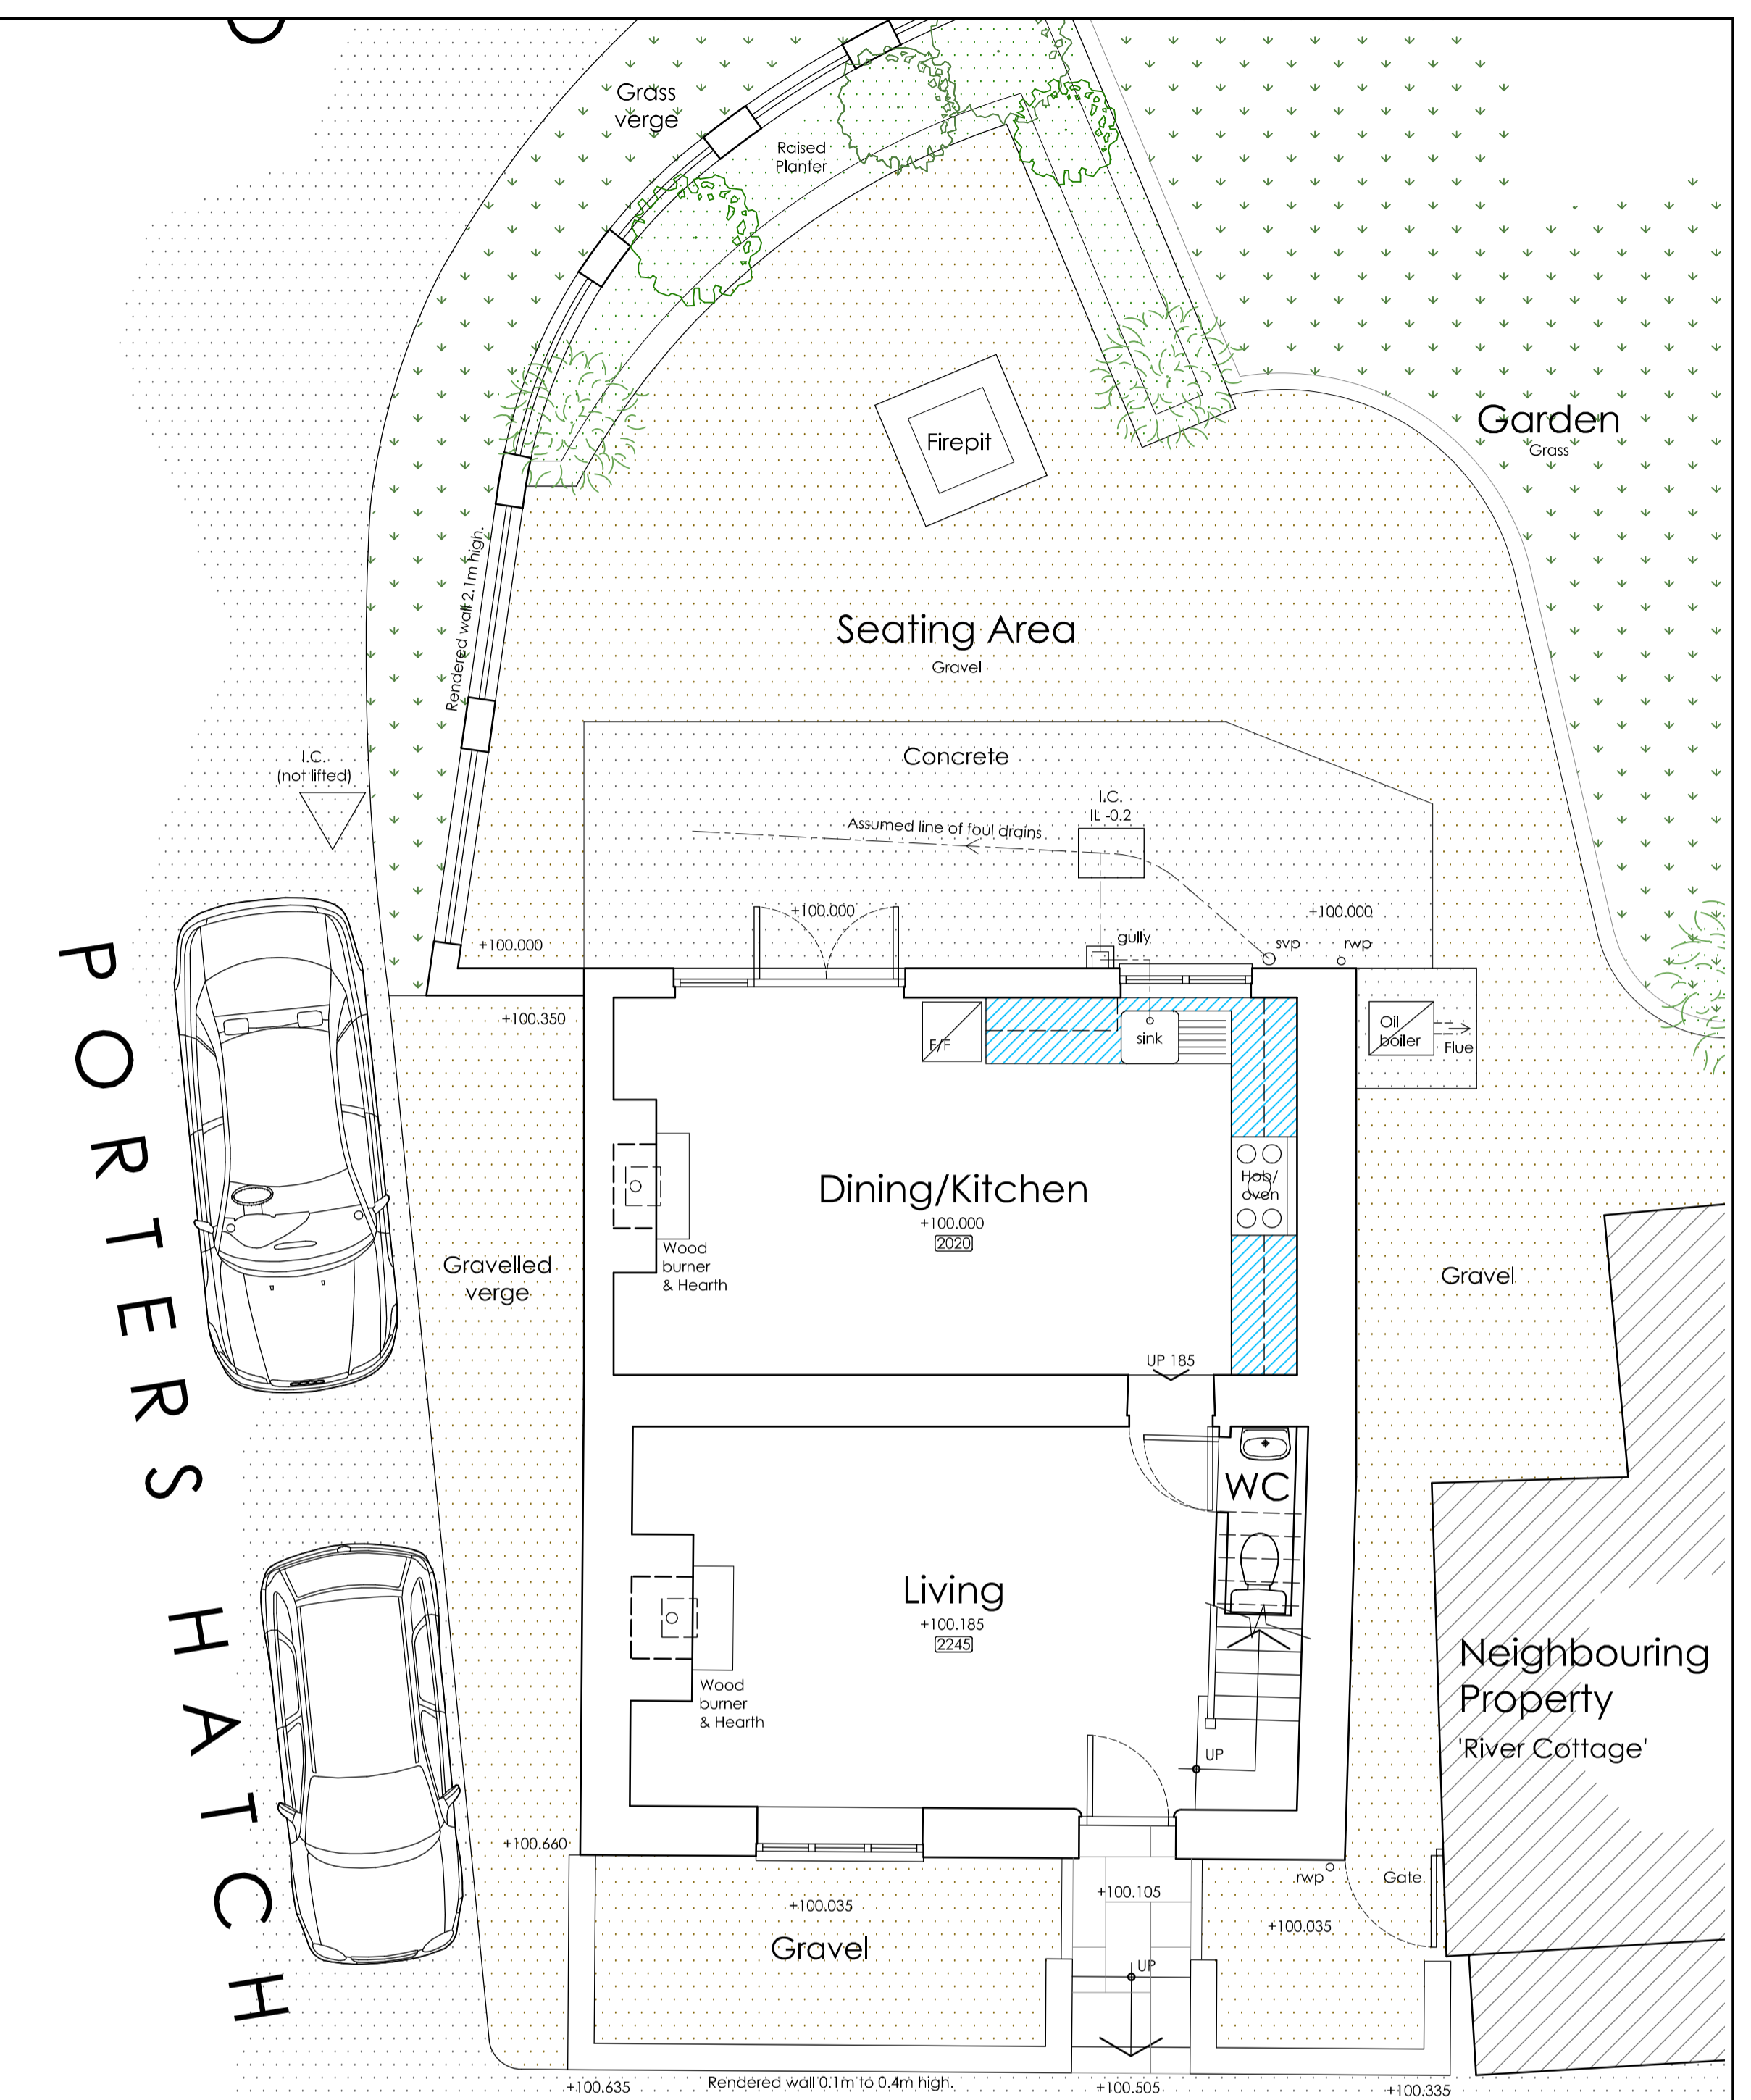 Grass
verge
Raised
Planter
Firepit
Garden
Grass
Rendered wall 2.1m high.
Seating Area
Gravel
Concrete
I.C.
(not lifted)
I.C.
IL -0.2
Assumed line of foul drains
+100.000
+100.000
+100.000
gully
svp
rwp
+100.350
F/F
sink
Oil
boiler
Flue
PORTERS HATCH
Dining/Kitchen
+100.000
2020
Hob/
oven
Wood
burner
& Hearth
Gravelled
verge
Gravel
UP 185
WC
Living
+100.185
2245
Wood
burner
& Hearth
Neighbouring
Property
'River Cottage'
UP
+100.660
rwp
Gate
+100.035
+100.105
+100.035
Gravel
UP
+100.635
Rendered wall 0.1m to 0.4m high.
+100.505
+100.335